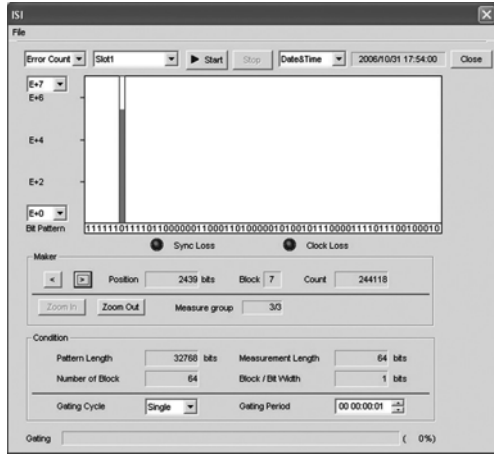 ISI
File
Error Count Slot1 Start Stop Date&Time 2006/10/31 17:54:00 Close
E+7
E+6
E+4
E+2
E+0
Bit Pattern 1111110111101100000011000110100000101001011100001111011100100010
Sync Loss Clock Loss
Maker
< > Position 2439 bits Block 7 Count 244118
Zoom In Zoom Out Measure group 3/3
Condition
Pattern Length 32768 bits Measurement Length 64 bits
Number of Block 64 Block / Bit Width 1 bits
Gating Cycle Single Gating Period 00 00:00:01
Gating ( 0%)